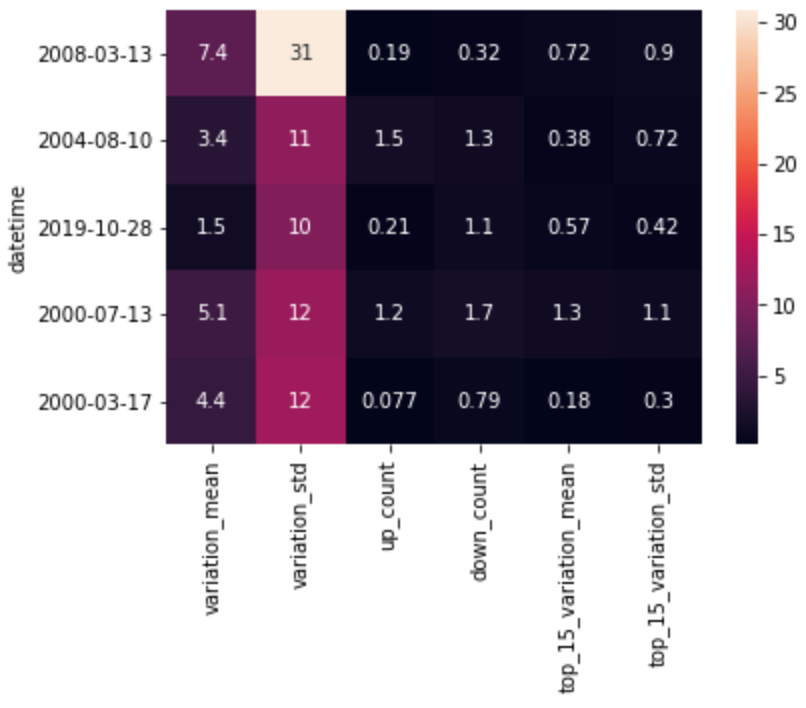 2008-03-13 7.4 31 0.19 0.32 0.72 0.9
2004-08-10 3.4 11 1.5 1.3 0.38 0.72
2019-10-28 1.5 10 0.21 1.1 0.57 0.42
2000-07-13 5.1 12 1.2 1.7 1.3 1.1
2000-03-17 4.4 12 0.077 0.79 0.18 0.3
datetime
variation_mean
variation_std
up_count
down_count
top_15_variation_mean
top_15_variation_std
30
25
20
15
10
5